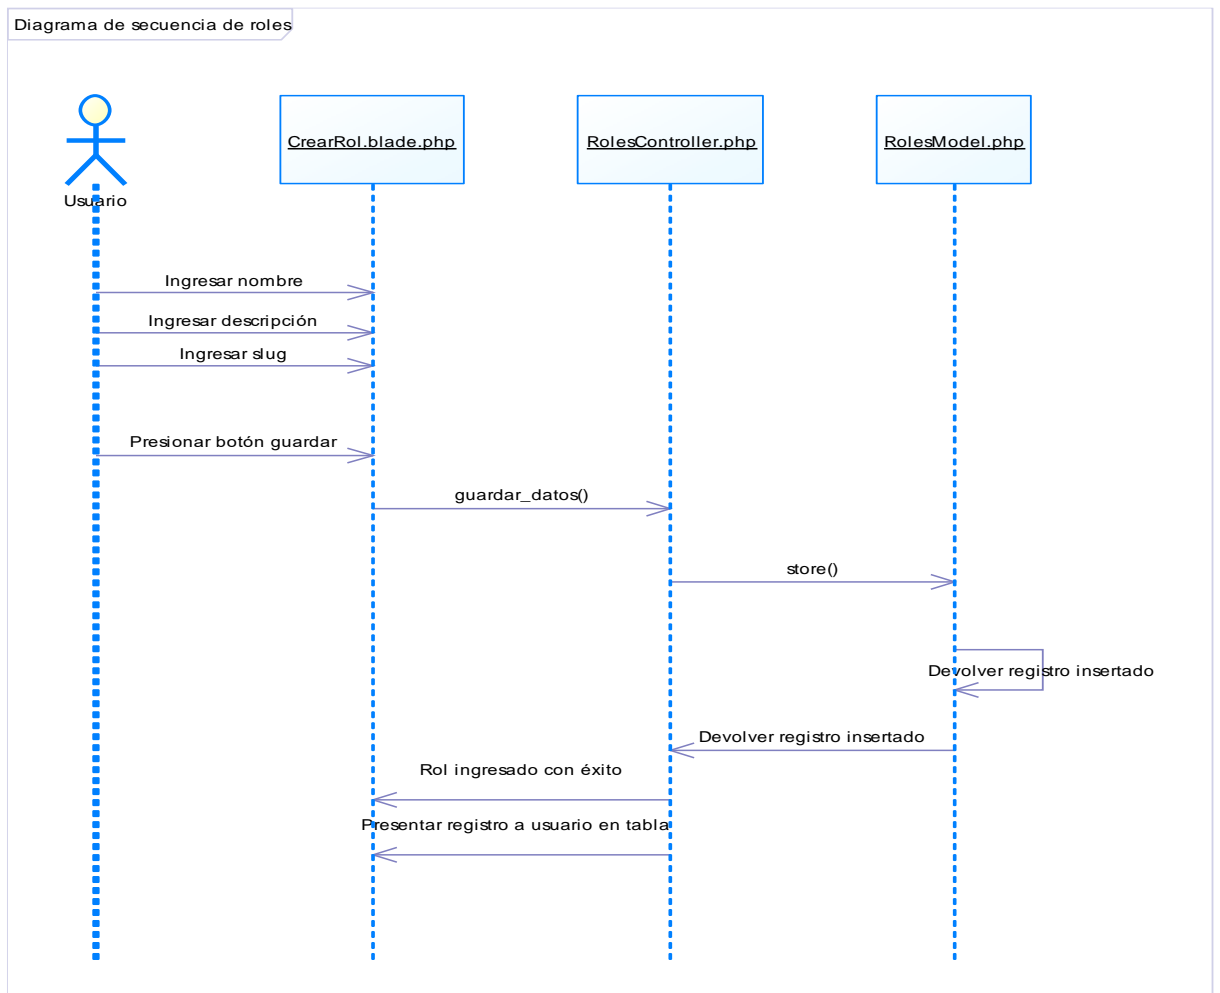 Diagrama de secuencia de roles
CrearRol.blade.php
RolesController.php
RolesModel.php
Usuario
Ingresar nombre
Ingresar descripción
Ingresar slug
Presionar botón guardar
guardar_datos()
store()
Devolver registro insertado
Devolver registro insertado
Rol ingresado con éxito
Presentar registro a usuario en tabla